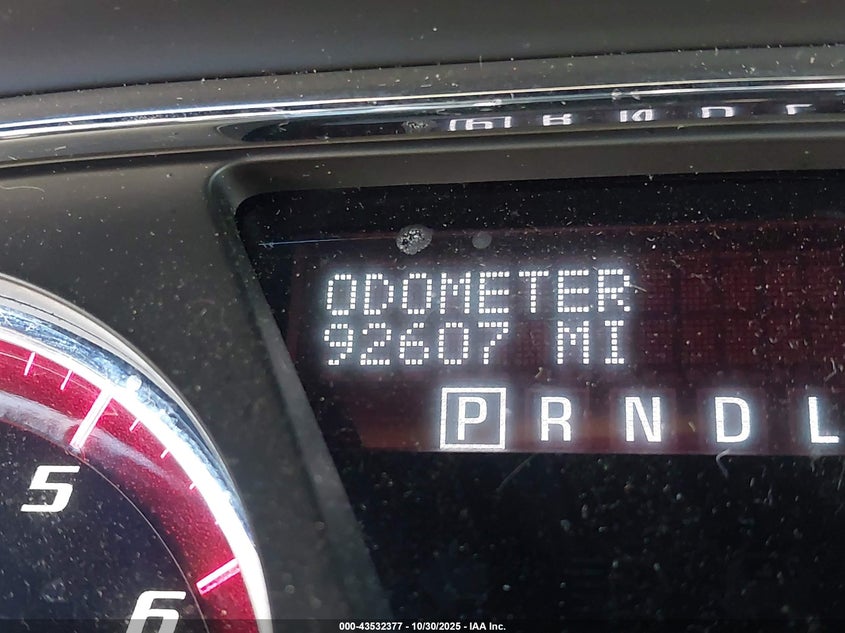 ODOMETER
92607 MI
P R N D L
5
6
000-43532377 - 10/30/2025 - IAA Inc.